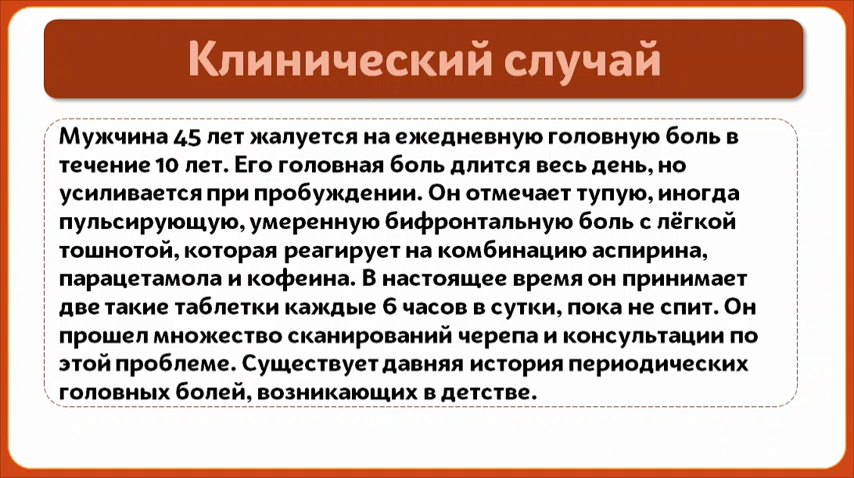 Клинический случай
Мужчина 45 лет жалуется на ежедневную головную боль в
течение 10 лет. Его головная боль длится весь день, но
усиливается при пробуждении. Он отмечает тупую, иногда
пульсирующую, умеренную бифронтальную боль с лёгкой
тошнотой, которая реагирует на комбинацию аспирина,
парацетамола и кофеина. В настоящее время он принимает
две такие таблетки каждые 6 часов в сутки, пока не спит. Он
прошел множество сканирований черепа и консультации по
этой проблеме. Существует давняя история периодических
головных болей, возникающих в детстве.